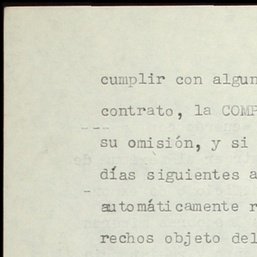 cumplir con algun
contrato, la COMP
su omisión, y si
días siguientes a
automáticamente r
rechos objeto del